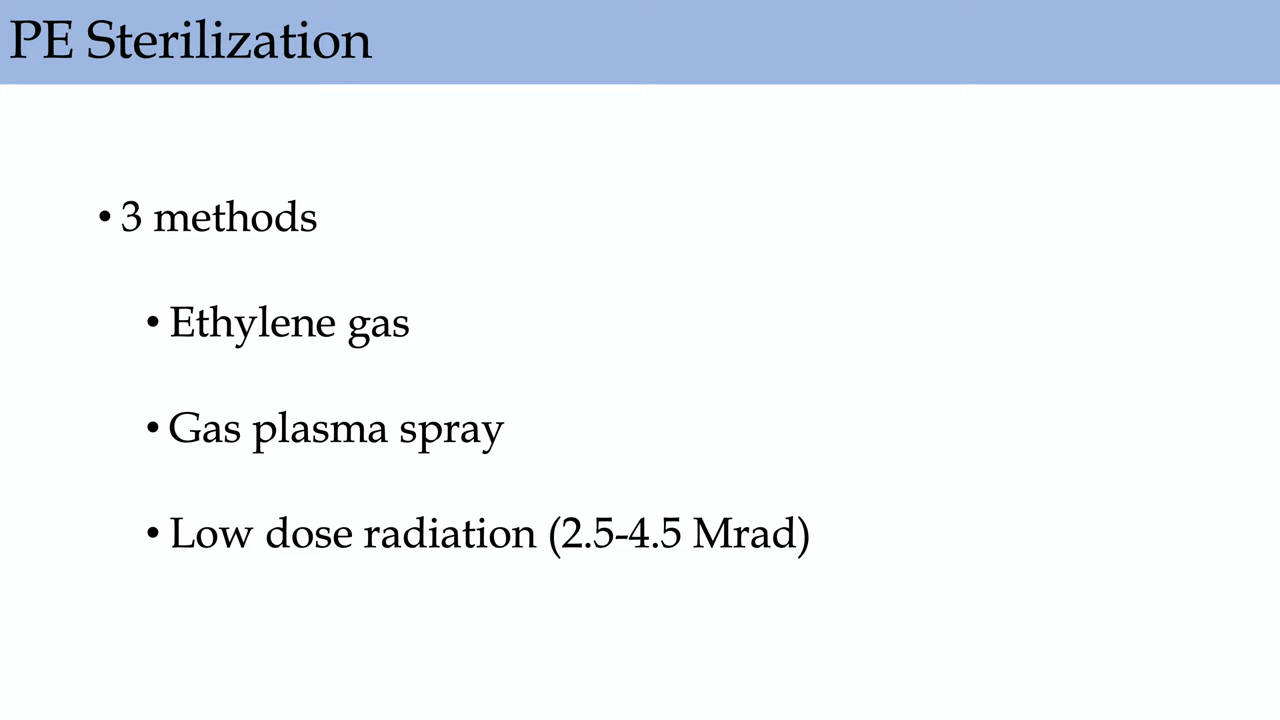 PE Sterilization
• 3 methods
• Ethylene gas
• Gas plasma spray
• Low dose radiation (2.5-4.5 Mrad)